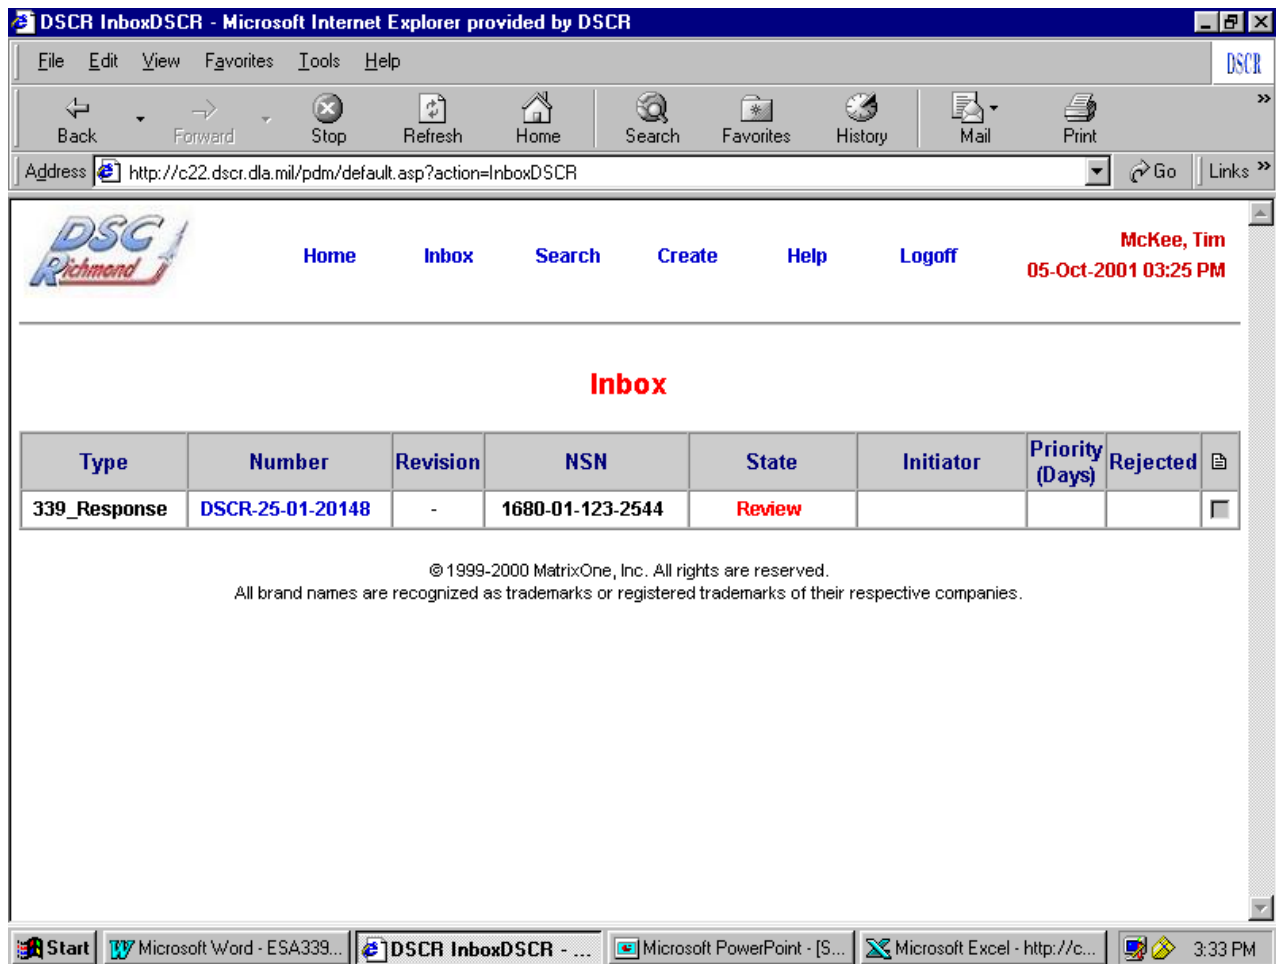 DSCR InboxDSCR - Microsoft Internet Explorer provided by DSCR
File Edit View Favorites Tools Help DSCR
Back Forward Stop Refresh Home Search Favorites History Mail Print »
Address http://c22.dscr.dla.mil/pdm/default.asp?action=InboxDSCR Go Links »
DSC Richmond
Home Inbox Search Create Help Logoff
McKee, Tim
05-Oct-2001 03:25 PM
Inbox
Type Number Revision NSN State Initiator Priority (Days) Rejected
339_Response DSCR-25-01-20148 - 1680-01-123-2544 Review
© 1999-2000 MatrixOne, Inc. All rights are reserved.
All brand names are recognized as trademarks or registered trademarks of their respective companies.
Start Microsoft Word - ESA339... DSCR InboxDSCR - ... Microsoft PowerPoint - [S... Microsoft Excel - http://c... 3:33 PM